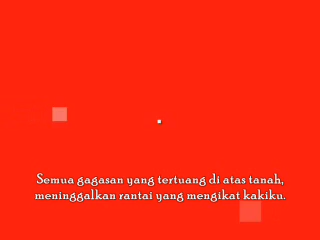 Semua gagasan yang tertuang di atas tanah,
meninggalkan rantai yang mengikat kakiku.